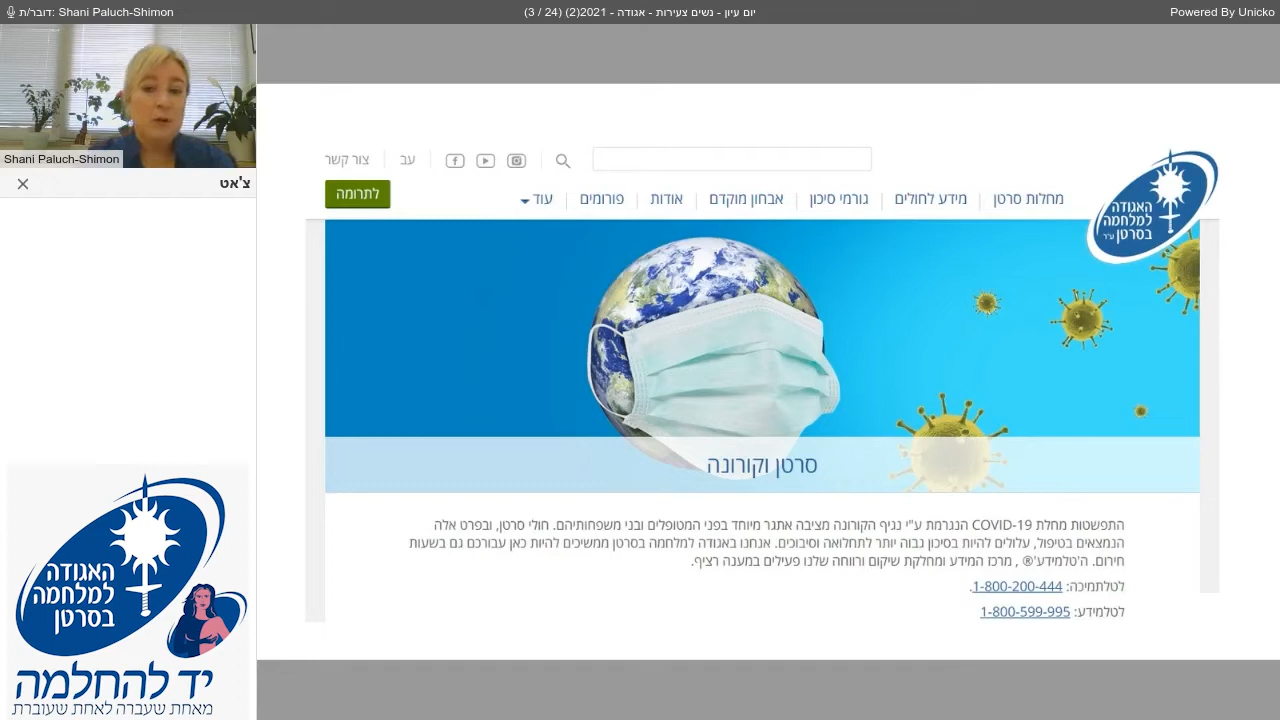 דובר/ת: Shani Paluch-Shimon
יום עיון - נשים צעירות - אגודה - 2021(2) (24 / 3)
Powered By Unicko
Shani Paluch-Shimon
צ'אט
האגודה
למלחמה
בסרטן
יד להחלמה
מאחת שעברה לאחת שעוברת
צור קשר
עב
לתרומה
מחלות סרטן
מידע לחולים
גורמי סיכון
אבחון מוקדם
אודות
פורומים
עוד
האגודה
למלחמה
בסרטן ע"ר
סרטן וקורונה
התפשטות מחלת COVID-19 הנגרמת ע"י נגיף הקורונה מציבה אתגר מיוחד בפני המטופלים ובני משפחותיהם. חולי סרטן, ובפרט אלה
הנמצאים בטיפול, עלולים להיות בסיכון גבוה יותר לתחלואה וסיבוכים. אנחנו באגודה למלחמה בסרטן ממשיכים להיות כאן עבורכם גם בשעות
חירום. ה'טלמידע'® , מרכז המידע ומחלקת שיקום ורווחה שלנו פעילים במענה רציף.
לטלתמיכה: 1-800-200-444.
לטלמידע: 1-800-599-995